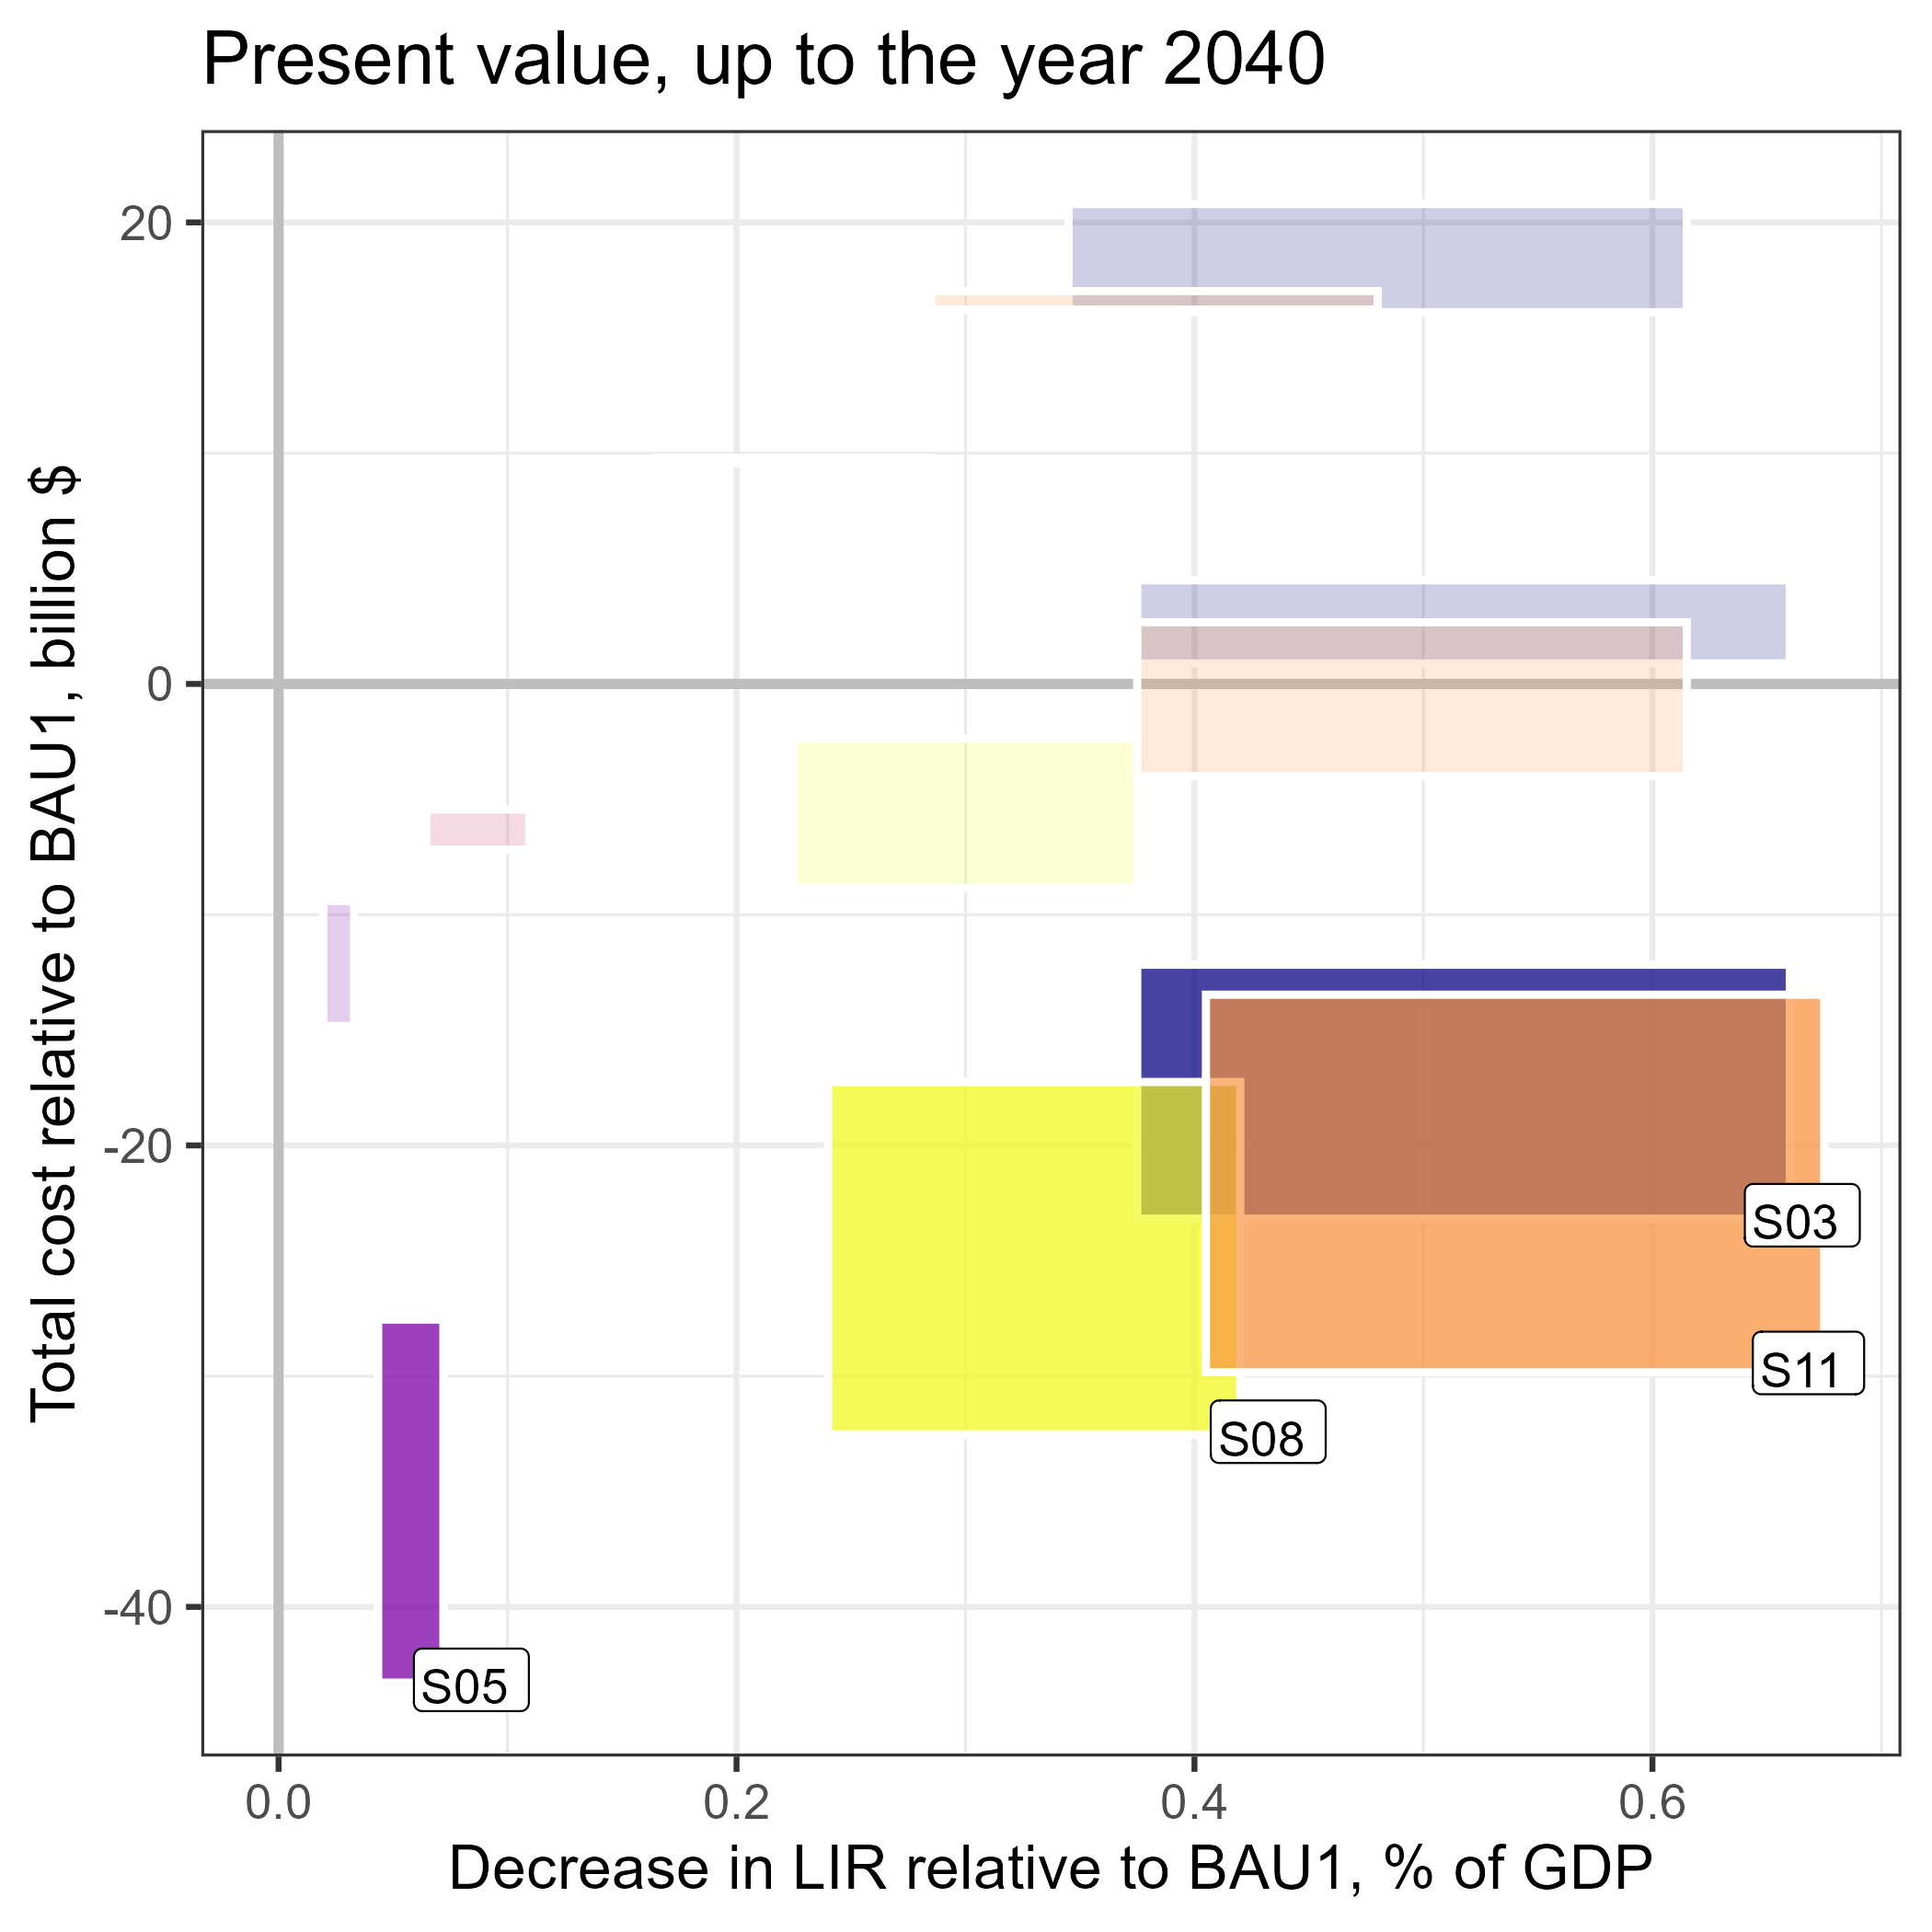 Present value, up to the year 2040
Total cost relative to BAU1, billion $
20
0
-20
-40
S03
S11
S08
S05
0.0
0.2
0.4
0.6
Decrease in LIR relative to BAU1, % of GDP